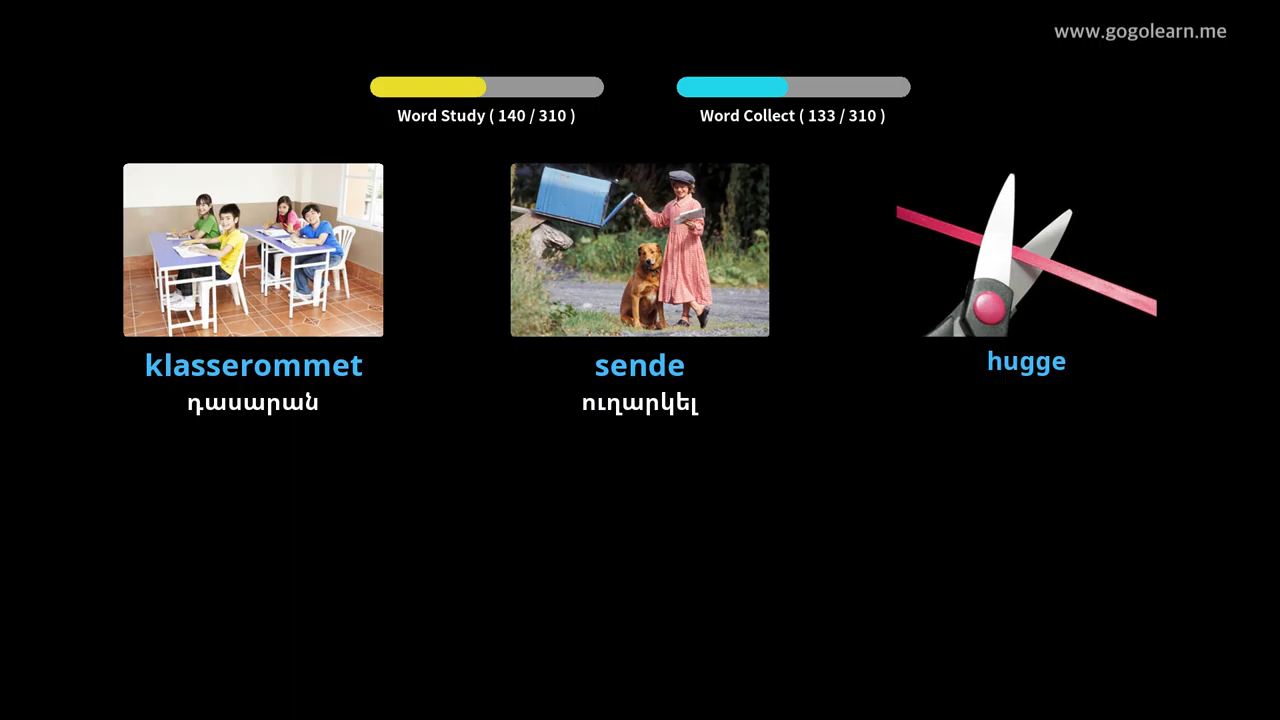 www.gogolearn.me
Word Study ( 140 / 310 )
Word Collect ( 133 / 310 )
klasserommet
դասարան
sende
ուղարկել
hugge